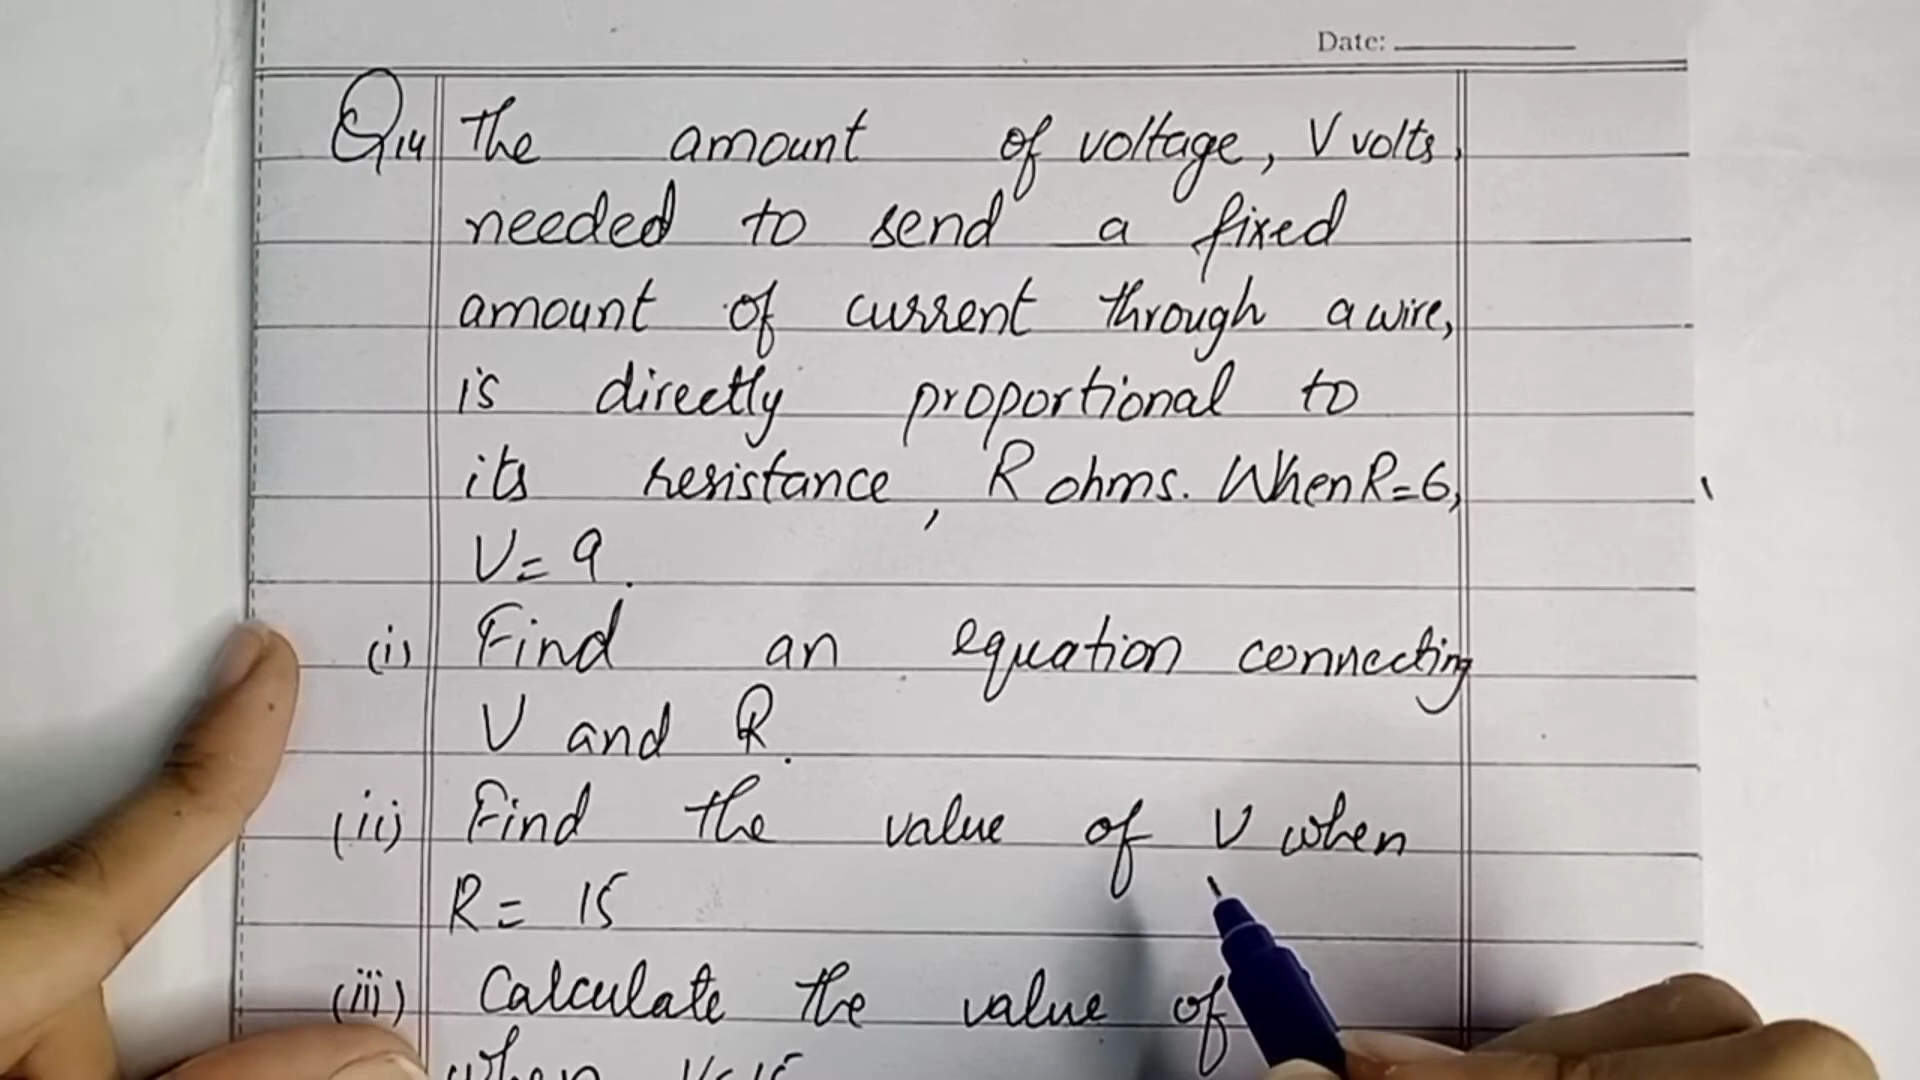 Date:
Q14 The amount of voltage, V volts,
needed to send a fixed
amount of current through a wire,
is directly proportional to
its resistance, R ohms. When R=6,
V= 9.
(i) Find an equation connecting
V and R.
(ii) Find the value of V when
R = 15
(iii) Calculate the value of
when V=15